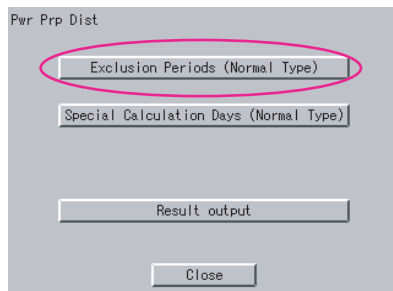 Pwr Prp Dist
Exclusion Periods (Normal Type)
Special Calculation Days (Normal Type)
Result output
Close